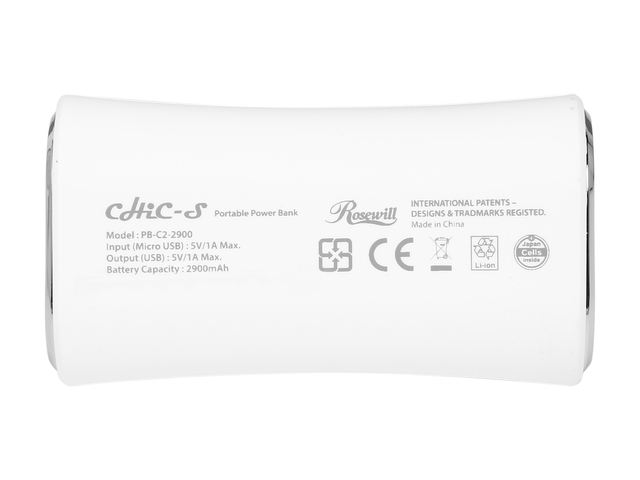 cHiC-S Portable Power Bank
Model : PB-C2-2900
Input (Micro USB) : 5V/1A Max.
Output (USB) : 5V/1A Max.
Battery Capacity : 2900mAh
Rosewill
INTERNATIONAL PATENTS –
DESIGNS & TRADMARKS REGISTED.
Made in China
CE
Li-ion
Japan
Cells
inside